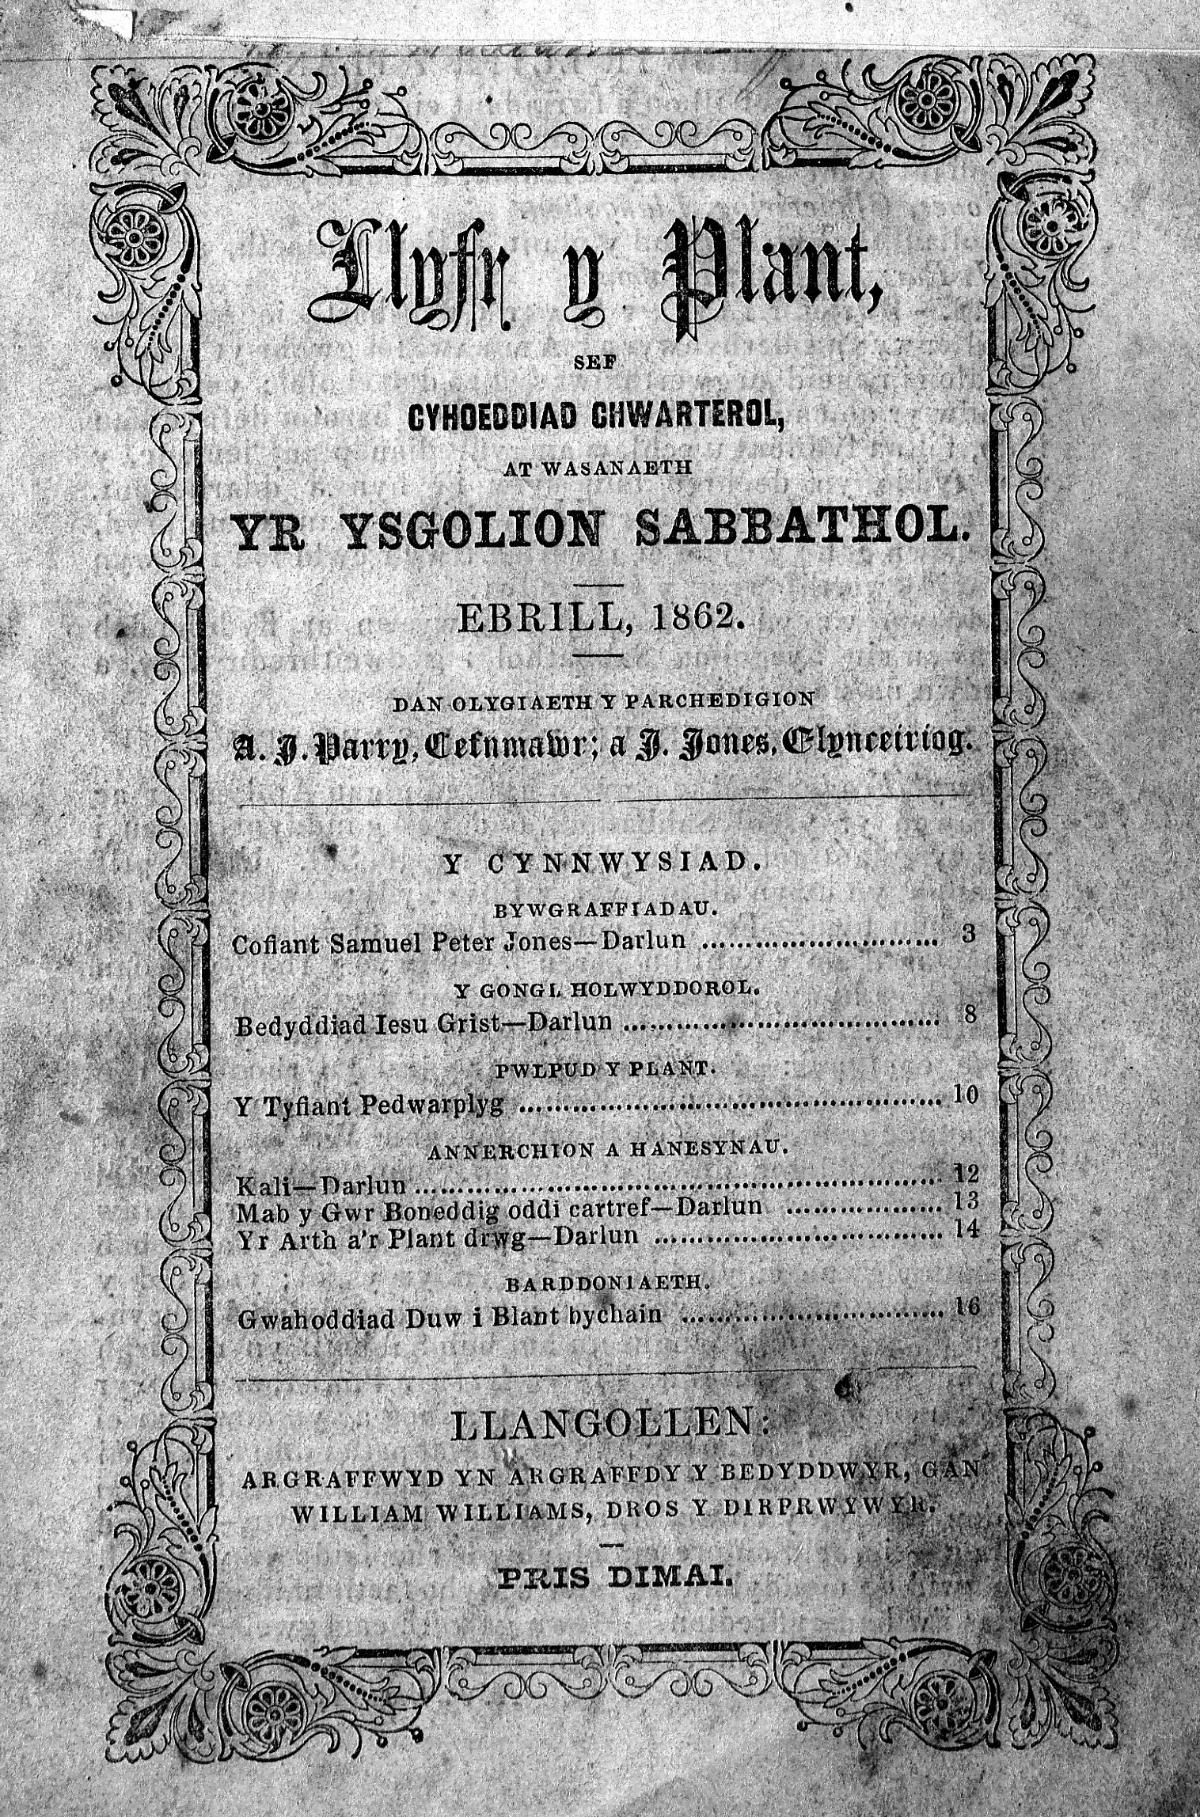 Llyfr y Plant,
SEF
CYHOEDDIAD CHWARTEROL,
AT WASANAETH
YR YSGOLION SABBATHOL.
EBRILL, 1862.
DAN OLYGIAETH Y PARCHEDIGION
A. J. Parry, Cefnmawr; a J. Jones, Glynceiriog.
Y CYNNWYSIAD.
BYWGRAFFIADAU.
Cofiant Samuel Peter Jones—Darlun ........................... 3
Y GONGL HOLWYDDOROL.
Bedyddiad Iesu Grist—Darlun .................................... 8
PWLPUD Y PLANT.
Y Tyfiant Pedwarplyg ................................................ 10
ANNERCHION A HANESYNAU.
Kali—Darlun ............................................................ 12
Mab y Gwr Boneddig oddi cartref—Darlun .................. 13
Yr Arth a'r Plant drwg—Darlun ................................. 14
BARDDONIAETH.
Gwahoddiad Duw i Blant bychain .............................. 16
LLANGOLLEN:
ARGRAFFWYD YN ARGRAFFDY Y BEDYDDWYR, GAN
WILLIAM WILLIAMS, DROS Y DIRPRWYWYR.
PRIS DIMAI.